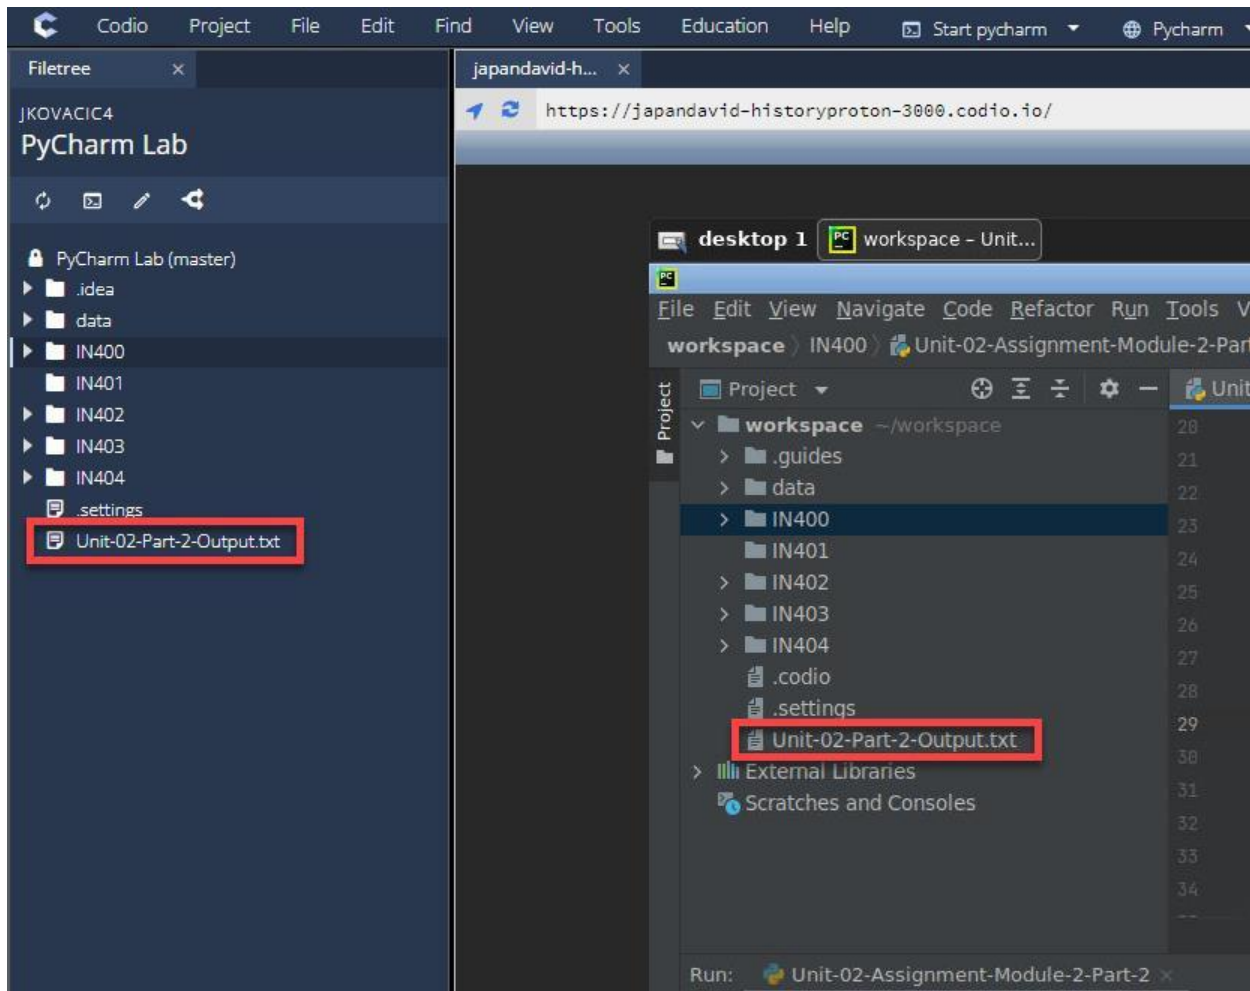 Codio Project File Edit Find View Tools Education Help Start pycharm Pycharm
Filetree ×
japandavid-h... ×
JKOVACIC4
PyCharm Lab
https://japandavid-historyproton-3000.codio.io/
PyCharm Lab (master)
.idea
data
IN400
IN401
IN402
IN403
IN404
.settings
Unit-02-Part-2-Output.txt
desktop 1 PC workspace – Unit...
PC
File Edit View Navigate Code Refactor Run Tools V
workspace IN400 Unit-02-Assignment-Module-2-Part
Project
Project
Unit
workspace ~/workspace
.guides
data
IN400
IN401
IN402
IN403
IN404
.codio
.settings
Unit-02-Part-2-Output.txt
External Libraries
Scratches and Consoles
20
21
22
23
24
25
26
27
28
29
30
31
32
33
34
Run: Unit-02-Assignment-Module-2-Part-2 ×